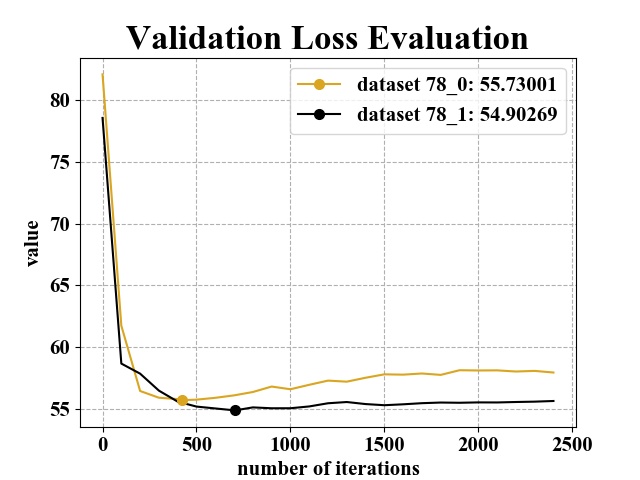 Validation Loss Evaluation
dataset 78_0: 55.73001
dataset 78_1: 54.90269
value
80
75
70
65
60
55
0
500
1000
1500
2000
2500
number of iterations